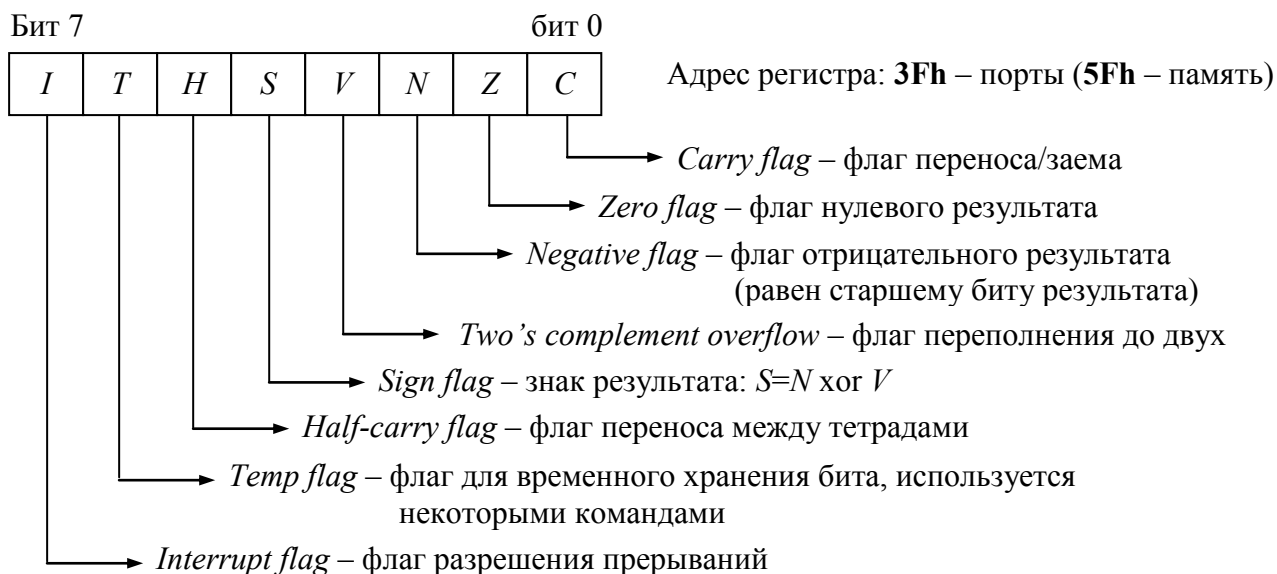 Бит 7 бит 0
I T H S V N Z C Адрес регистра: 3Fh – порты (5Fh – память)
Carry flag – флаг переноса/заема
Zero flag – флаг нулевого результата
Negative flag – флаг отрицательного результата
(равен старшему биту результата)
Two’s complement overflow – флаг переполнения до двух
Sign flag – знак результата: S=N xor V
Half-carry flag – флаг переноса между тетрадами
Temp flag – флаг для временного хранения бита, используется
некоторыми командами
Interrupt flag – флаг разрешения прерываний